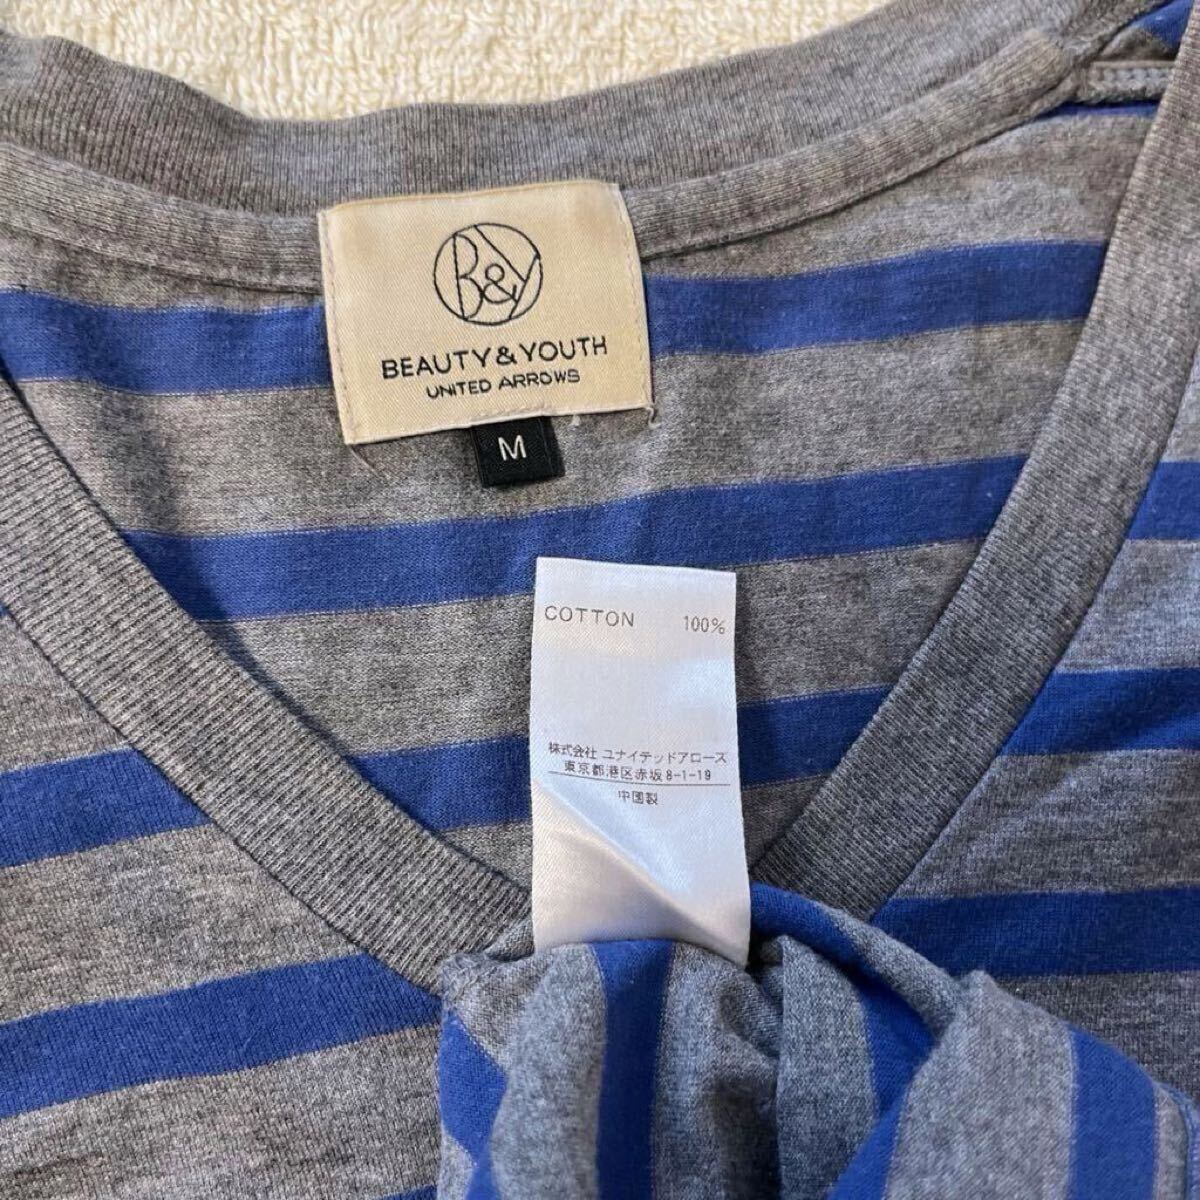 B&Y
BEAUTY & YOUTH
UNITED ARROWS
M
COTTON 100%
株式会社 ユナイテッドアローズ
東京都港区赤坂8-1-19
中国製